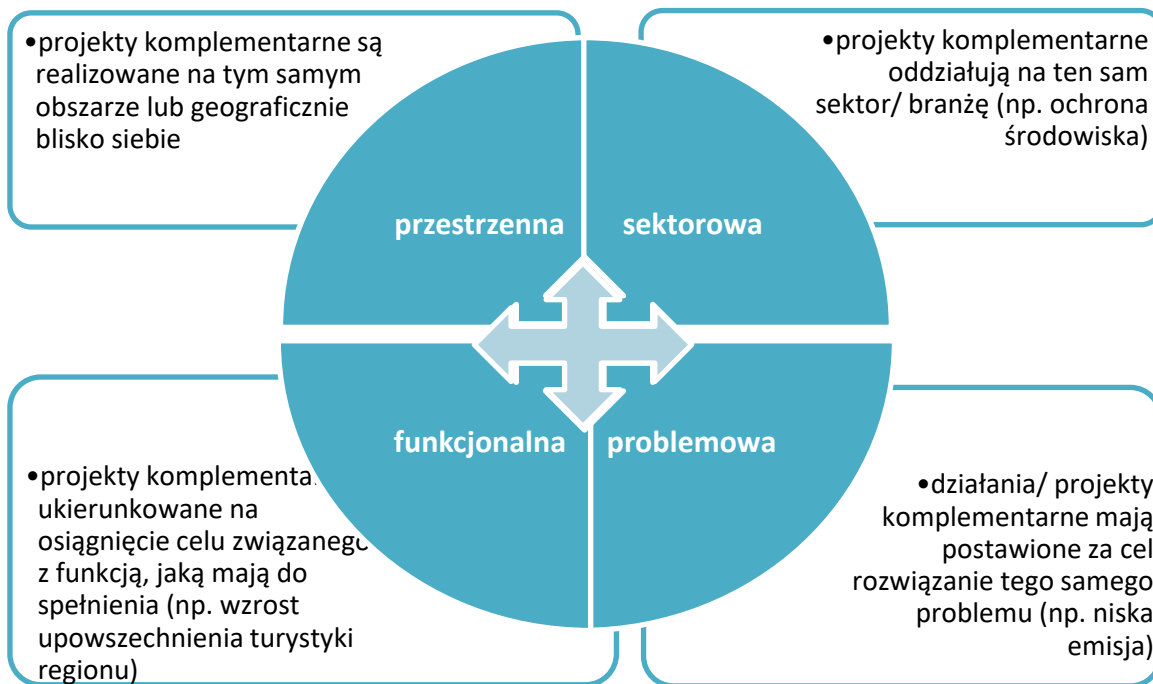 •projekty komplementarne są
realizowane na tym samym
obszarze lub geograficznie
blisko siebie
•projekty komplementarne
oddziałują na ten sam
sektor/ branżę (np. ochrona
środowiska)
przestrzenna
sektorowa
funkcjonalna
problemowa
•projekty
ukierunkowane na
osiągnięcie celu związanego
z funkcją, jaką mają do
spełnienia (np. wzrost
upowszechnienia turystyki
regionu)
•działania/ projekty
komplementarne mają
postawione za cel
rozwiązanie tego samego
problemu (np. niska
emisja)